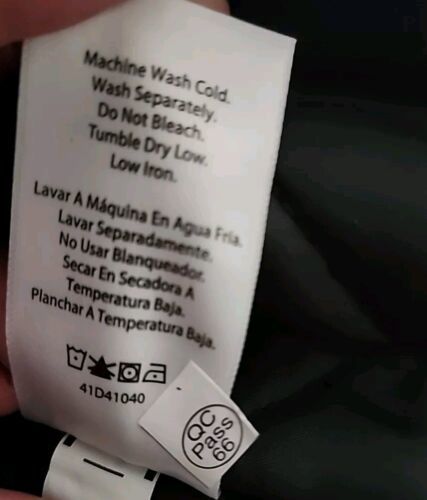 Machine Wash Cold.
Wash Separately.
Do Not Bleach.
Tumble Dry Low.
Low Iron.
Lavar A Máquina En Agua Fría.
Lavar Separadamente.
No Usar Blanqueador.
Secar En Secadora A
Temperatura Baja.
Planchar A Temperatura Baja.
41D41040
QC
Pass
66